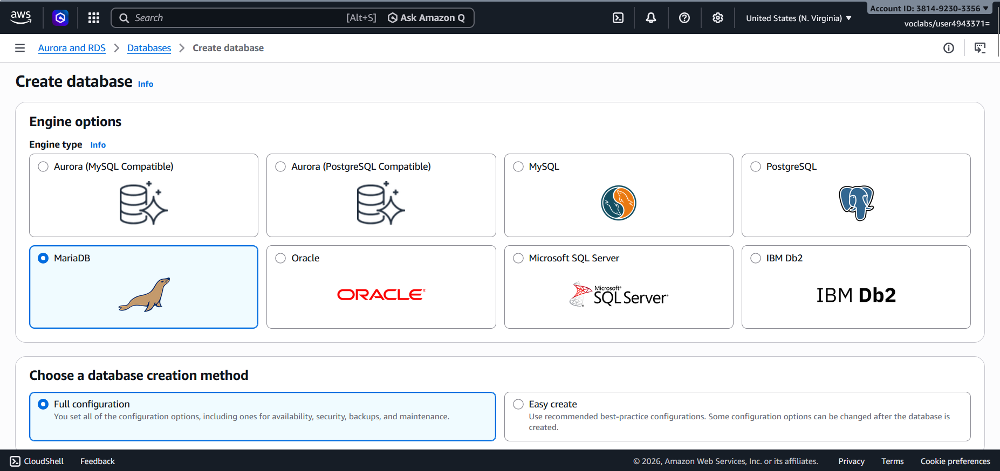 aws
Search [Alt+S] Ask Amazon Q
United States (N. Virginia) ▼
Account ID: 3814-9230-3356 ▼
voclabs/user4943371=
Aurora and RDS > Databases > Create database
Create database Info
Engine options
Engine type Info
Aurora (MySQL Compatible)
Aurora (PostgreSQL Compatible)
MySQL
PostgreSQL
MariaDB
Oracle
ORACLE®
Microsoft SQL Server
Microsoft®
SQL Server®
IBM Db2
IBM Db2
Choose a database creation method
Full configuration
You set all of the configuration options, including ones for availability, security, backups, and maintenance.
Easy create
Use recommended best-practice configurations. Some configuration options can be changed after the database is
created.
CloudShell Feedback © 2026, Amazon Web Services, Inc. or its affiliates. Privacy Terms Cookie preferences